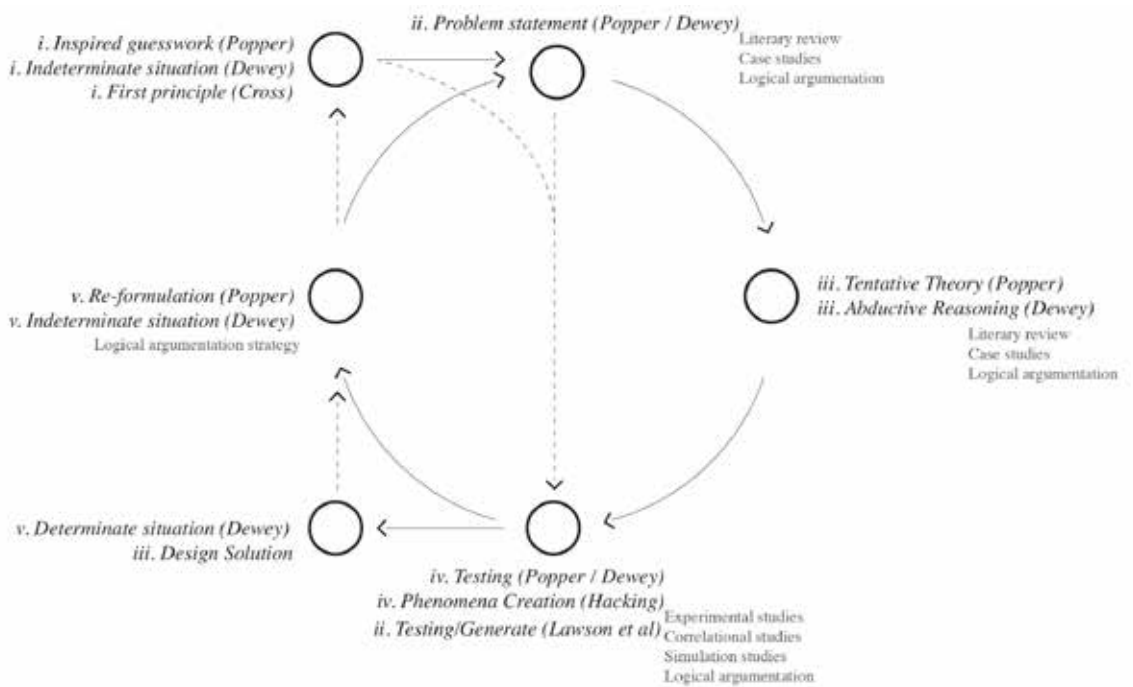 ii. Problem statement (Popper / Dewey)
Literary review
Case studies
Logical argumenation
i. Inspired guesswork (Popper)
i. Indeterminate situation (Dewey)
i. First principle (Cross)
v. Re-formulation (Popper)
v. Indeterminate situation (Dewey)
Logical argumentation strategy
iii. Tentative Theory (Popper)
iii. Abductive Reasoning (Dewey)
Literary review
Case studies
Logical argumentation
v. Determinate situation (Dewey)
iii. Design Solution
iv. Testing (Popper / Dewey)
iv. Phenomena Creation (Hacking)
ii. Testing/Generate (Lawson et al)
Experimental studies
Correlational studies
Simulation studies
Logical argumentation